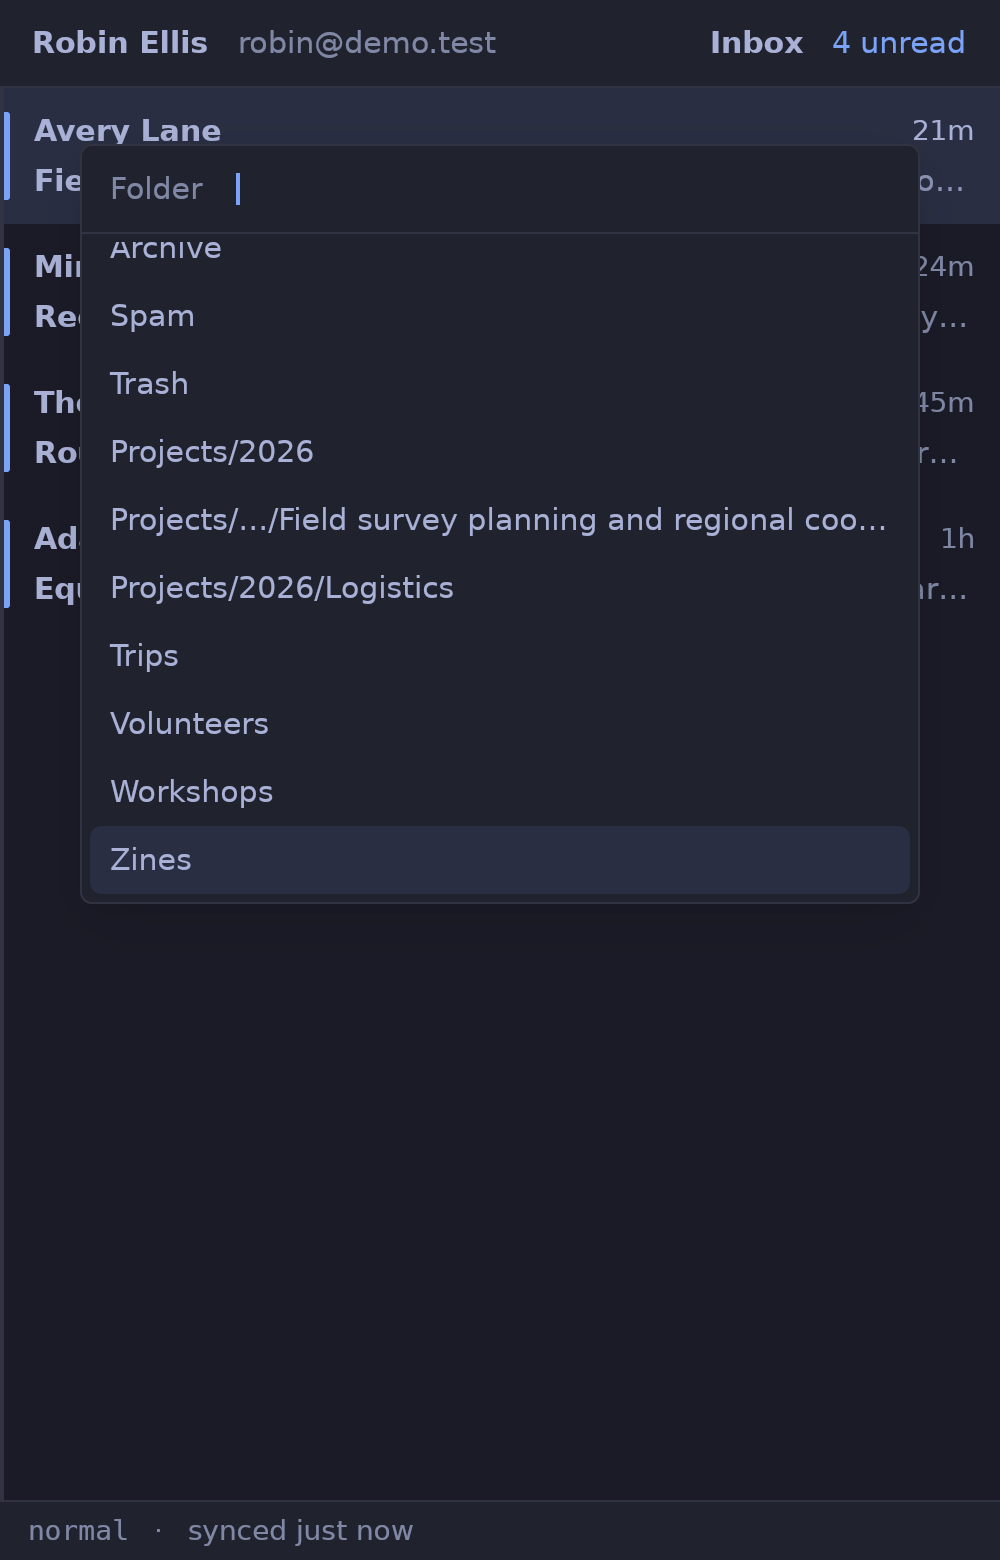 Robin Ellis robin@demo.test Inbox 4 unread
Avery Lane 21m
Folder
Archive
Spam
Trash
Projects/2026
Projects/…/Field survey planning and regional coo…
Projects/2026/Logistics
Trips
Volunteers
Workshops
Zines
24m
45m
1h
normal · synced just now